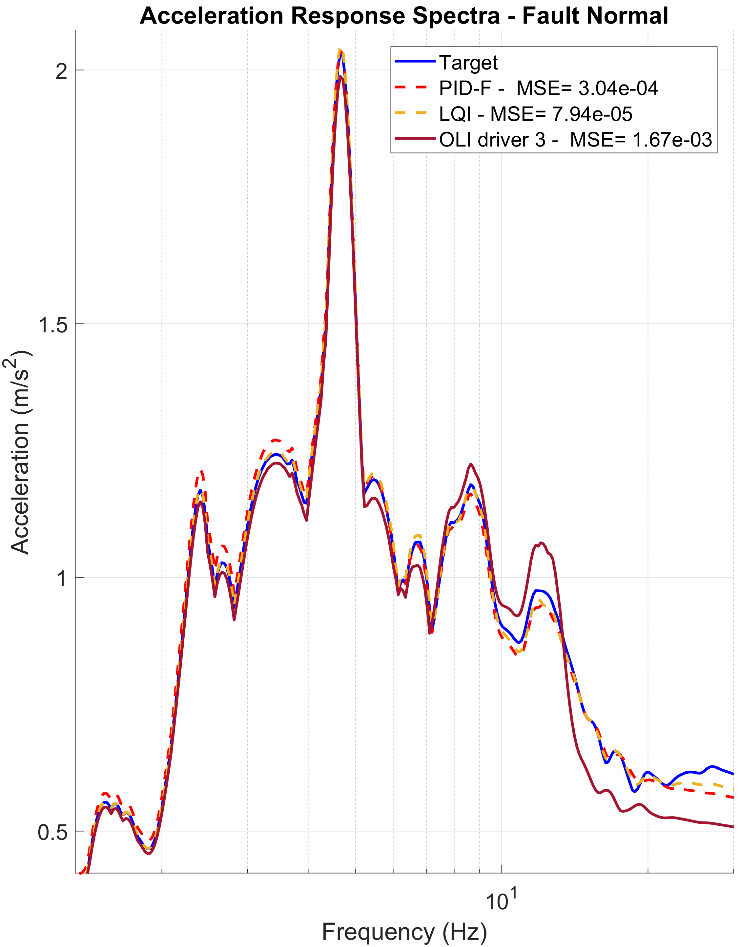 Acceleration Response Spectra - Fault Normal
Target
PID-F -  MSE= 3.04e-04
LQI - MSE= 7.94e-05
OLI driver 3 -  MSE= 1.67e-03
2
1.5
1
0.5
Acceleration (m/s²)
10¹
Frequency (Hz)